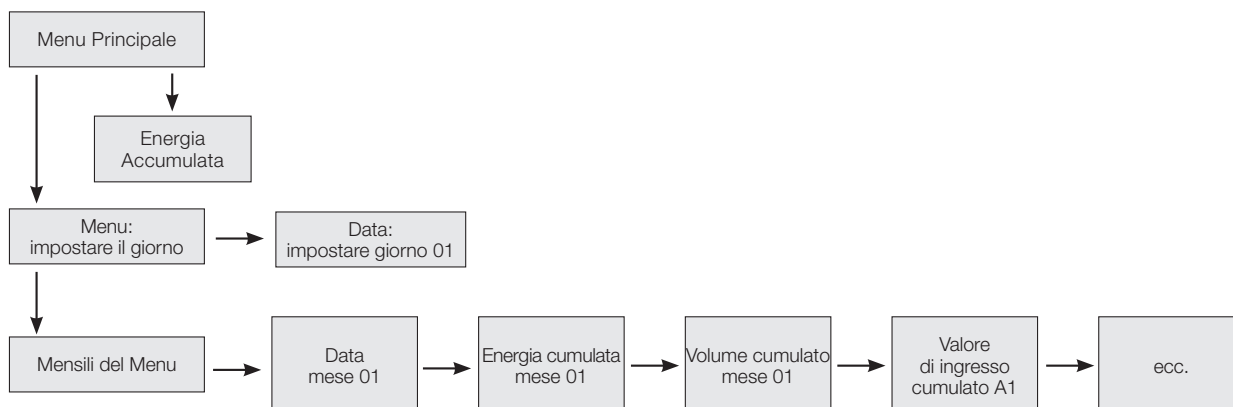 Menu Principale
Energia
Accumulata
Menu:
impostare il giorno
Data:
impostare giorno 01
Mensili del Menu
Data
mese 01
Energia cumulata
mese 01
Volume cumulato
mese 01
Valore
di ingresso
cumulato A1
ecc.